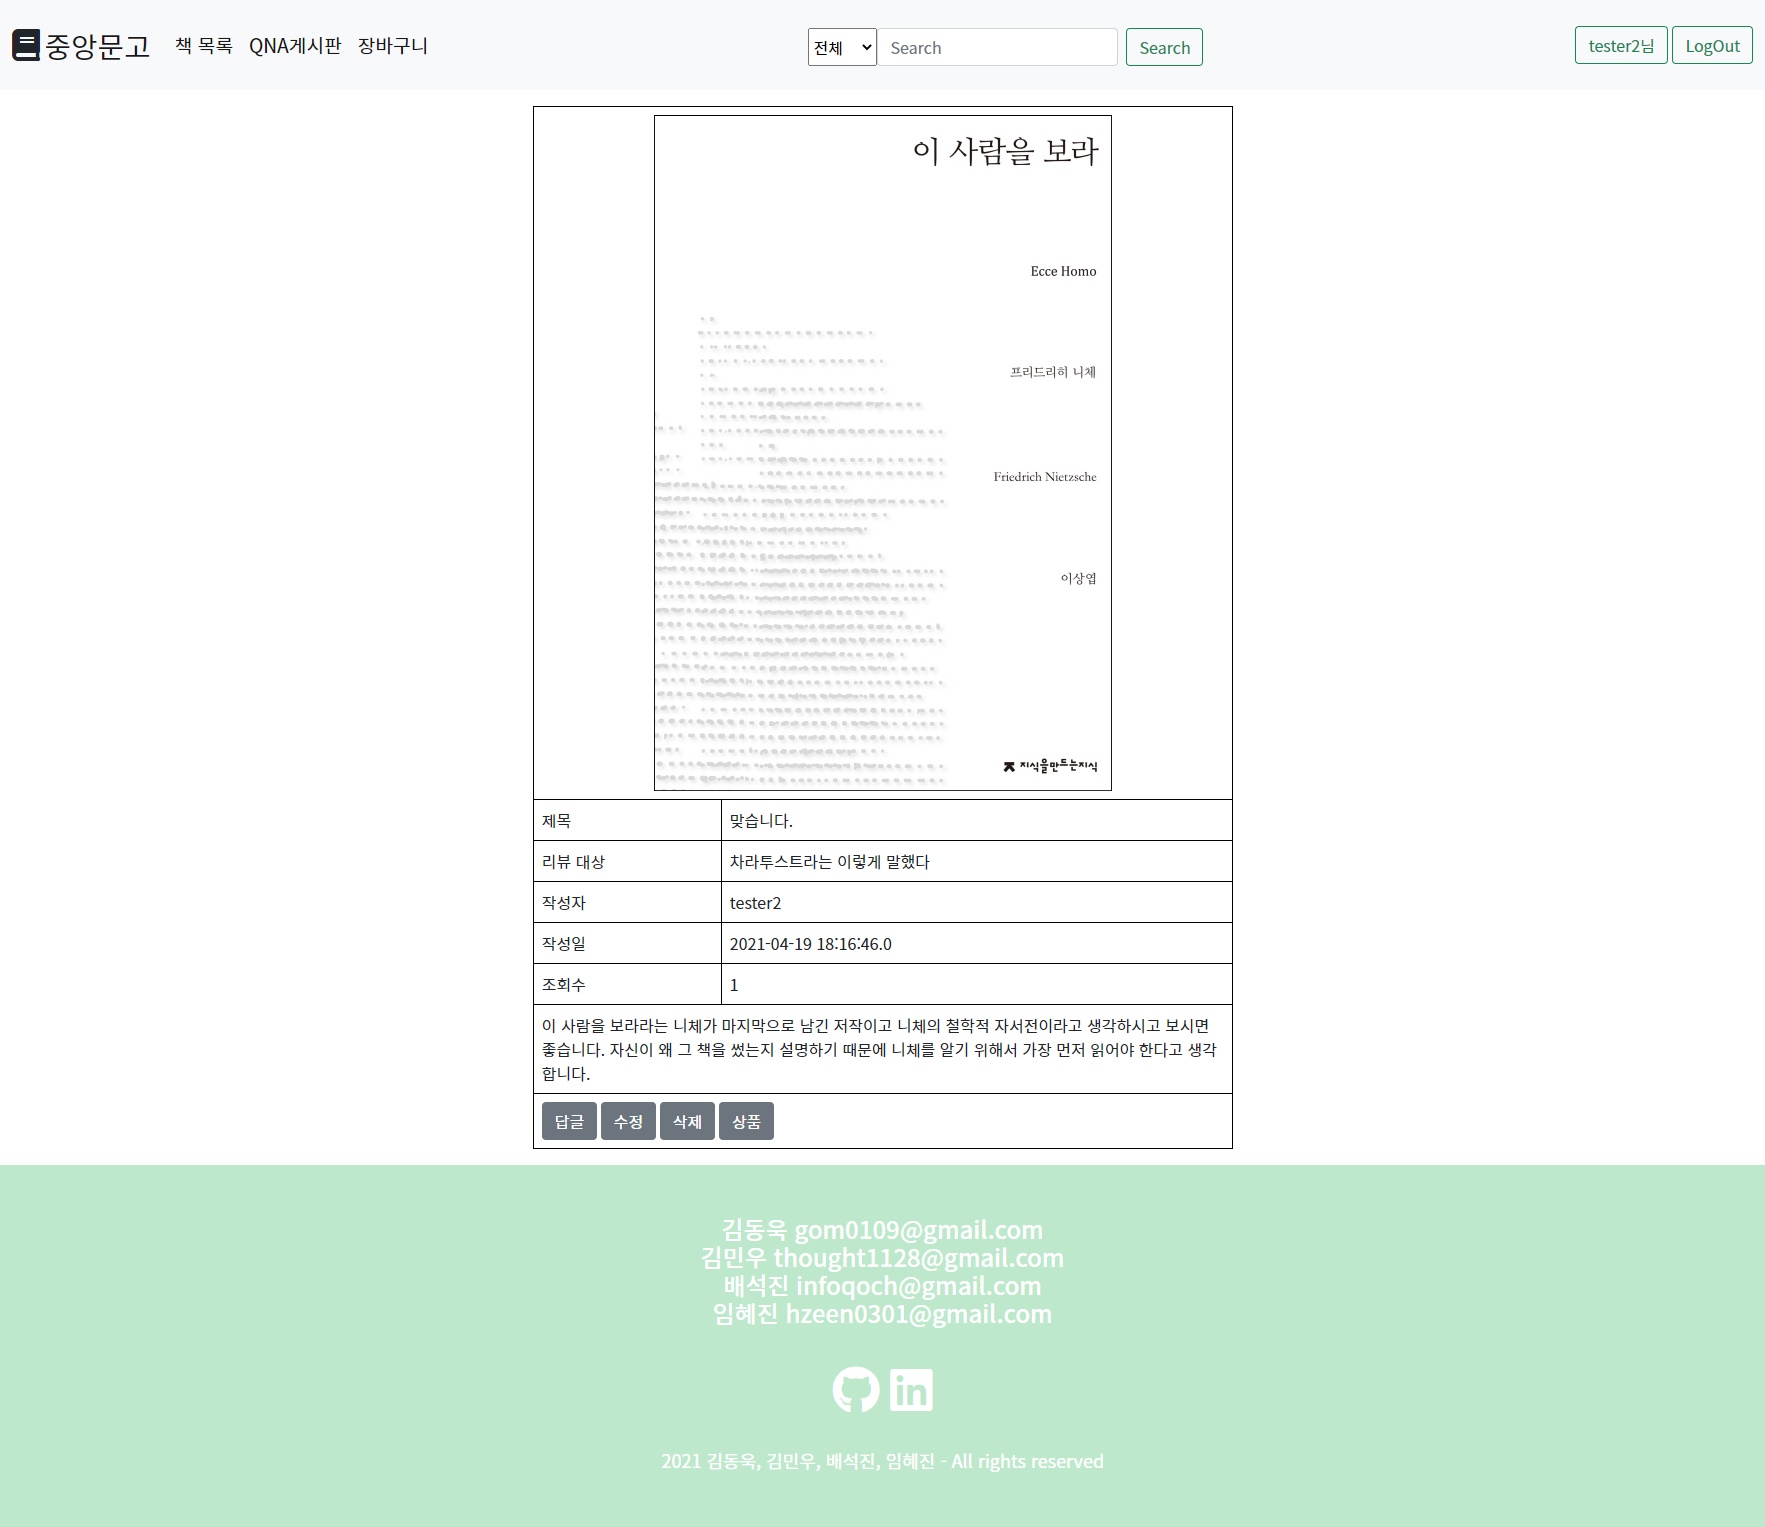 중앙문고 책 목록 QNA게시판 장바구니 전체 Search Search tester2님 LogOut
이 사람을 보라
Ecce Homo
프리드리히 니체
Friedrich Nietzsche
이상엽
지식을만드는지식
제목 맞습니다.
리뷰 대상 차라투스트라는 이렇게 말했다
작성자 tester2
작성일 2021-04-19 18:16:46.0
조회수 1
이 사람을 보라라는 니체가 마지막으로 남긴 저작이고 니체의 철학적 자서전이라고 생각하시고 보시면
좋습니다. 자신이 왜 그 책을 썼는지 설명하기 때문에 니체를 알기 위해서 가장 먼저 읽어야 한다고 생각
합니다.
답글 수정 삭제 상품
김동욱 gom0109@gmail.com
김민우 thought1128@gmail.com
배석진 infoqoch@gmail.com
임혜진 hzeen0301@gmail.com
2021 김동욱, 김민우, 배석진, 임혜진 - All rights reserved